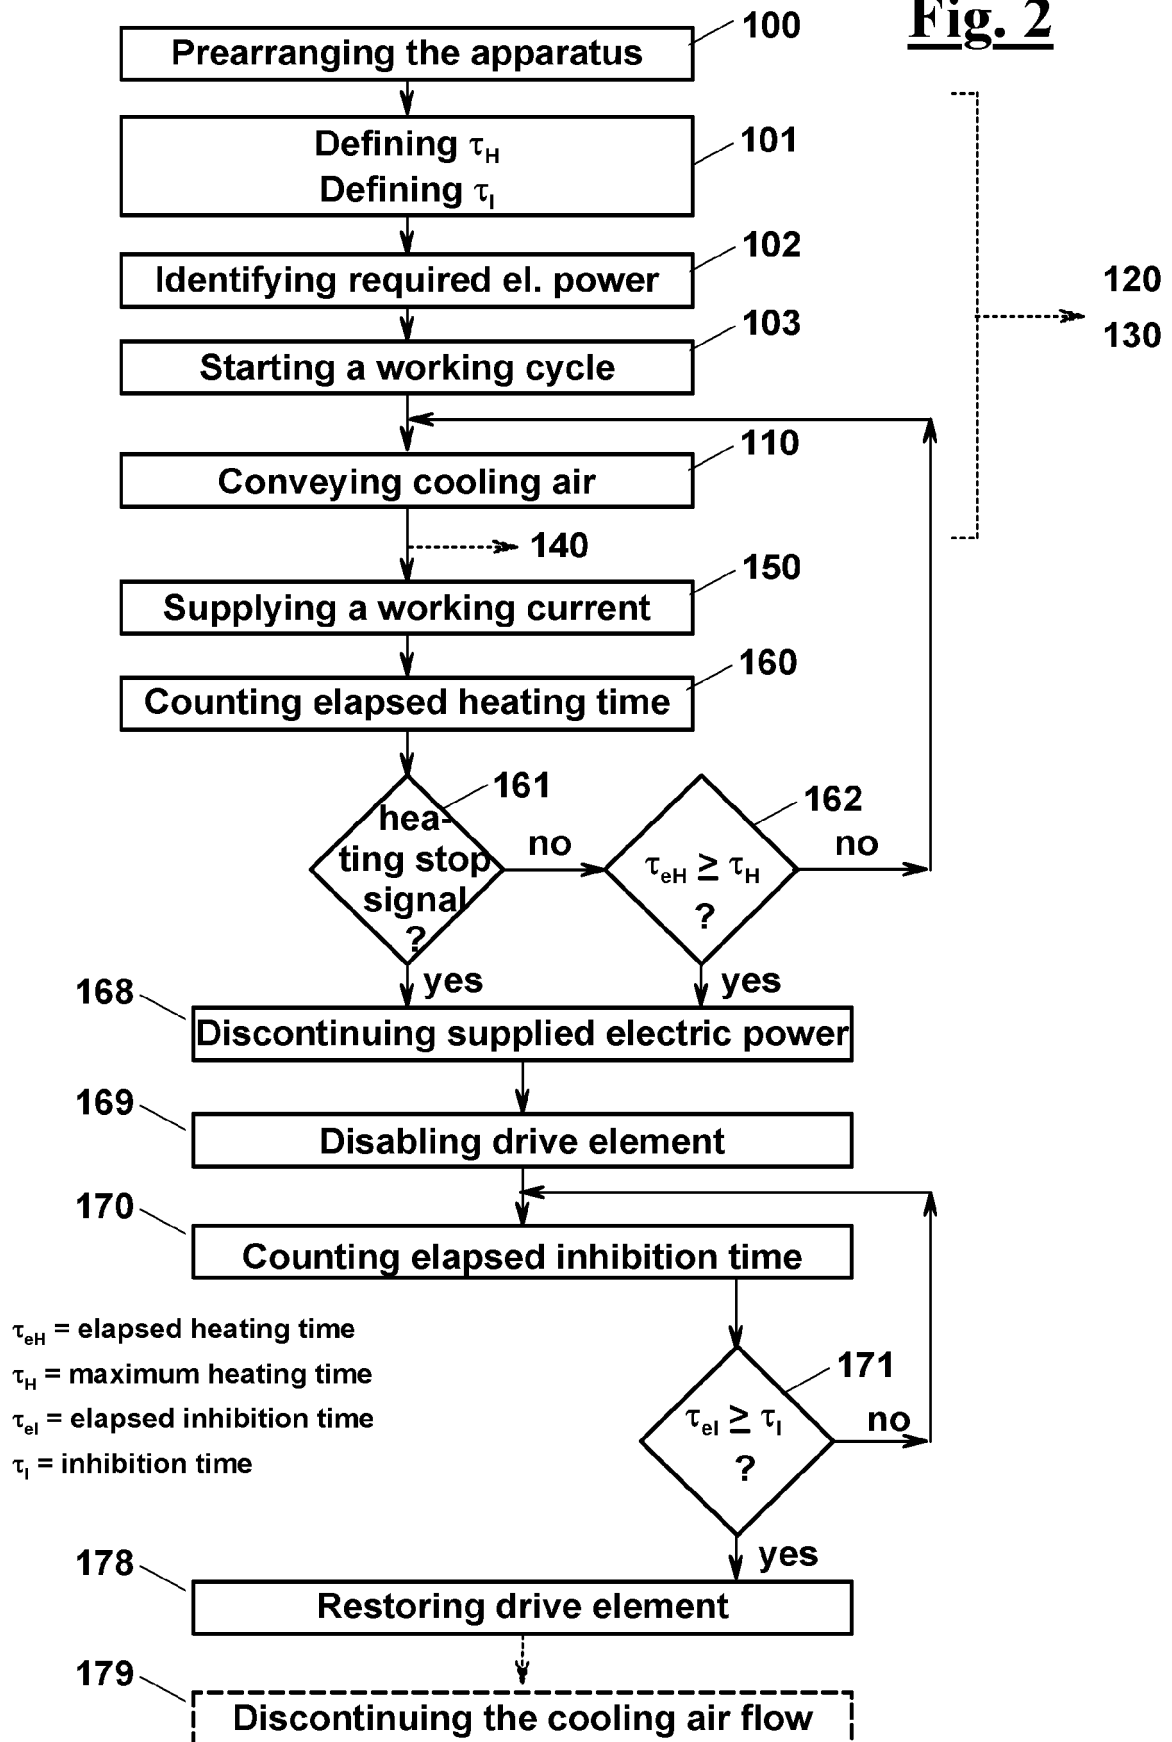 Fig. 2
100
Prearranging the apparatus
101
Defining τH
Defining τI
102
Identifying required el. power
103
Starting a working cycle
120
130
110
Conveying cooling air
140
150
Supplying a working current
160
Counting elapsed heating time
161
hea-
ting stop
signal
?
no
162
τeH ≥ τH
?
no
yes
yes
168
Discontinuing supplied electric power
169
Disabling drive element
170
Counting elapsed inhibition time
τeH = elapsed heating time
τH = maximum heating time
τeI = elapsed inhibition time
τI = inhibition time
171
τeI ≥ τI
?
no
yes
178
Restoring drive element
179
Discontinuing the cooling air flow